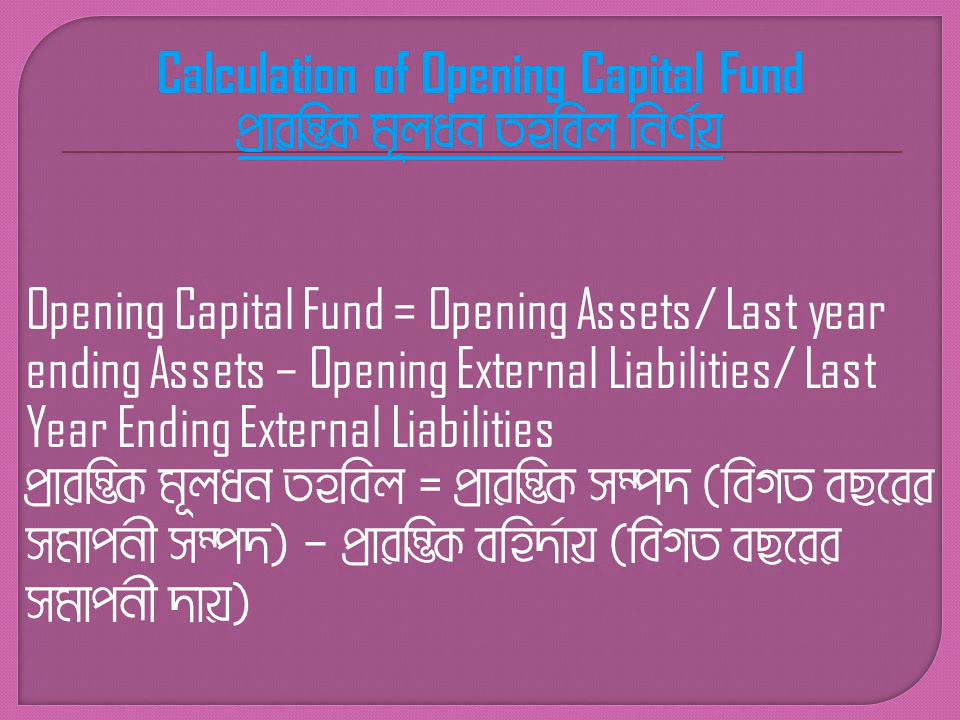 Calculation of Opening Capital Fund
প্রারম্ভিক মূলধন তহবিল নির্ণয়
Opening Capital Fund = Opening Assets/ Last year
ending Assets – Opening External Liabilities/ Last
Year Ending External Liabilities
প্রারম্ভিক মূলধন তহবিল = প্রারম্ভিক সম্পদ (বিগত বছরের
সমাপনী সম্পদ) – প্রারম্ভিক বহির্দায় (বিগত বছরের
সমাপনী দায়)